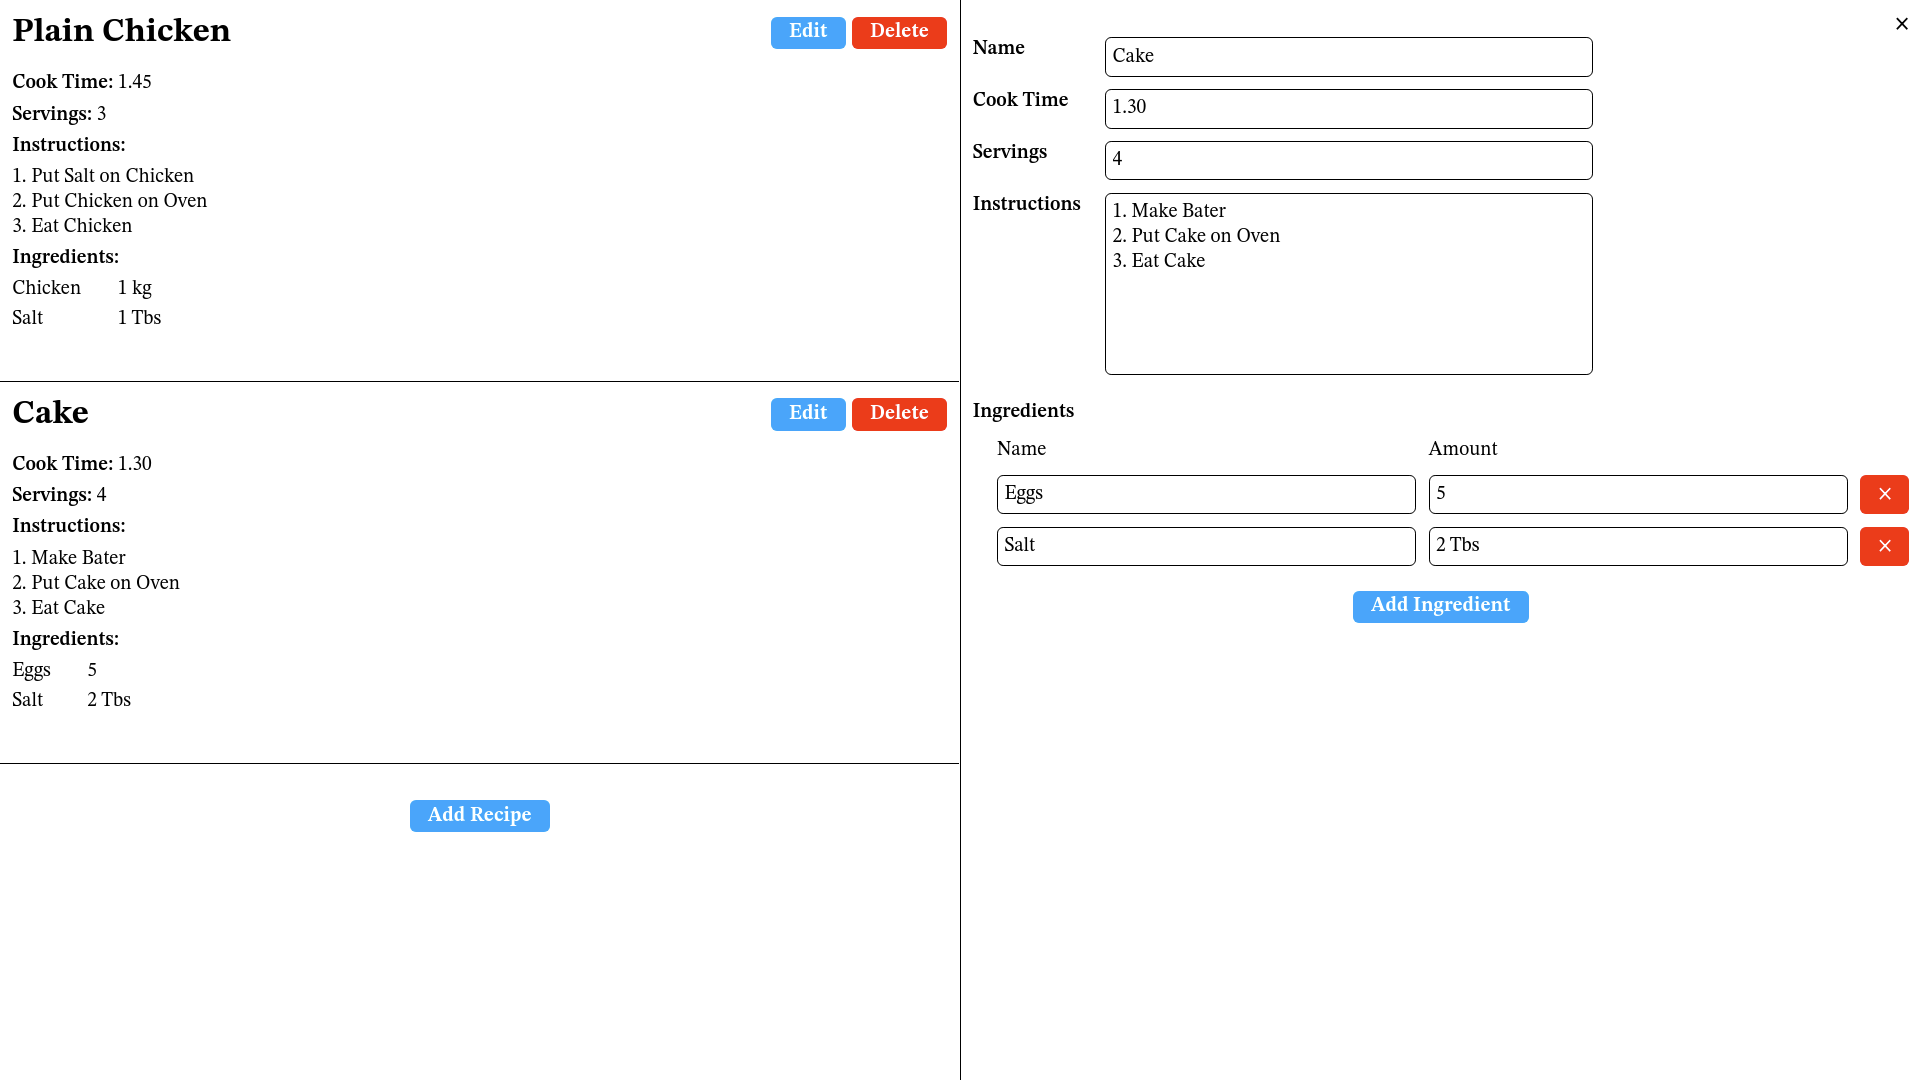 Plain Chicken
Edit
Delete
Cook Time: 1.45
Servings: 3
Instructions:
1. Put Salt on Chicken
2. Put Chicken on Oven
3. Eat Chicken
Ingredients:
Chicken 1 kg
Salt 1 Tbs
Cake
Edit
Delete
Cook Time: 1.30
Servings: 4
Instructions:
1. Make Bater
2. Put Cake on Oven
3. Eat Cake
Ingredients:
Eggs 5
Salt 2 Tbs
Add Recipe
×
Name Cake
Cook Time 1.30
Servings 4
Instructions 1. Make Bater
2. Put Cake on Oven
3. Eat Cake
Ingredients
Name Amount
Eggs 5 ×
Salt 2 Tbs ×
Add Ingredient